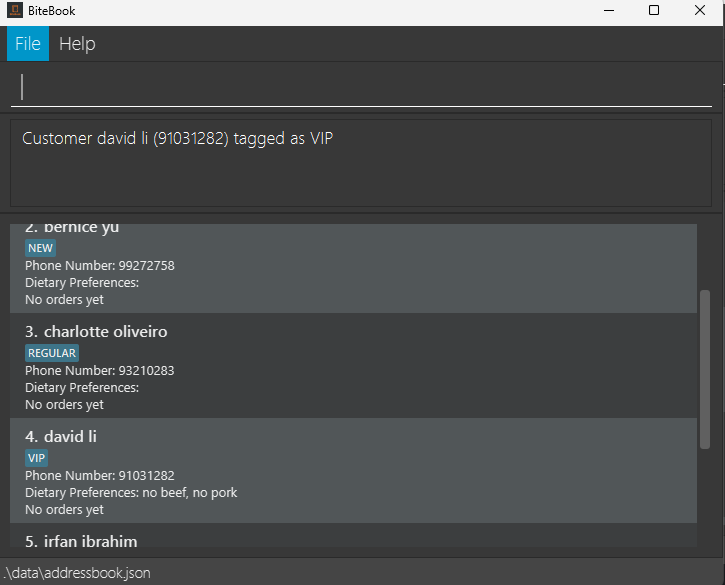 BiteBook
File Help
Customer david li (91031282) tagged as VIP
2. bernice yu
NEW
Phone Number: 99272758
Dietary Preferences:
No orders yet
3. charlotte oliveiro
REGULAR
Phone Number: 93210283
Dietary Preferences:
No orders yet
4. david li
VIP
Phone Number: 91031282
Dietary Preferences: no beef, no pork
No orders yet
5. irfan ibrahim
.\data\addressbook.json